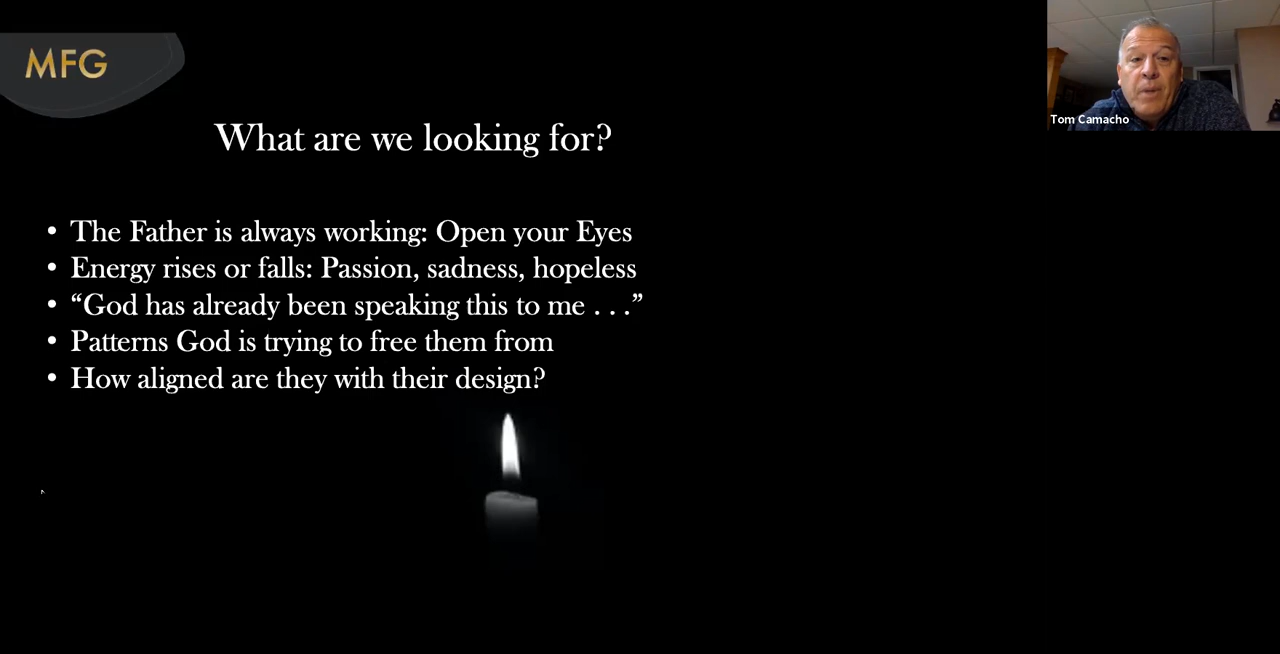 MFG
Tom Camacho
What are we looking for?
• The Father is always working: Open your Eyes
• Energy rises or falls: Passion, sadness, hopeless
• “God has already been speaking this to me . . .”
• Patterns God is trying to free them from
• How aligned are they with their design?